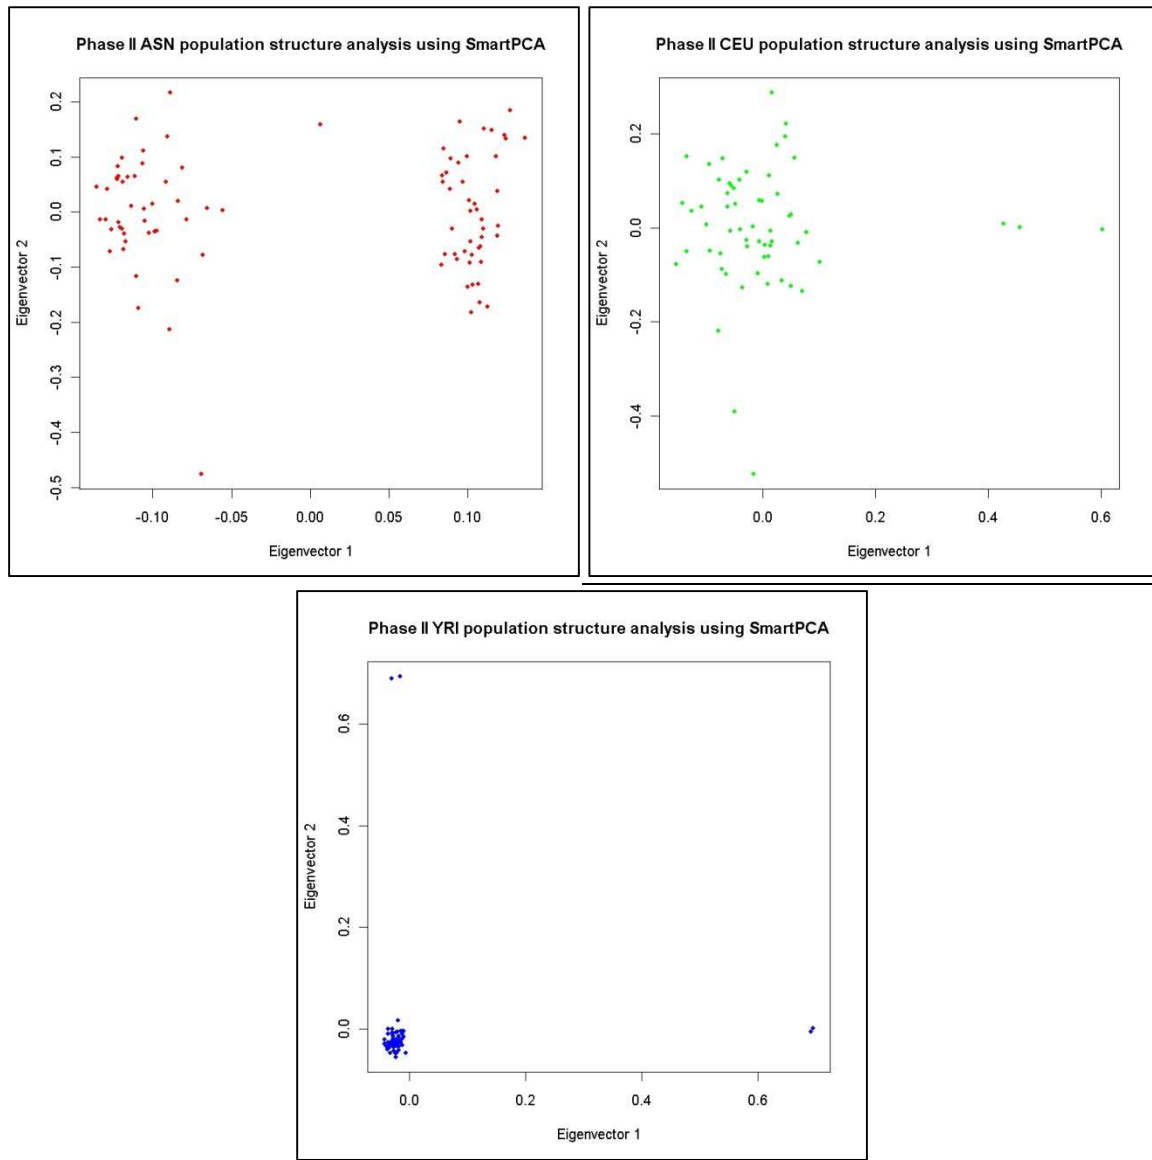 Phase II ASN population structure analysis using SmartPCA
0.2
0.1
0.0
-0.1
-0.2
-0.3
-0.4
-0.5
Eigenvector 2
-0.10 -0.05 0.00 0.05 0.10
Eigenvector 1
Phase II CEU population structure analysis using SmartPCA
0.2
0.0
-0.2
-0.4
Eigenvector 2
0.0 0.2 0.4 0.6
Eigenvector 1
Phase II YRI population structure analysis using SmartPCA
0.6
0.4
0.2
0.0
Eigenvector 2
0.0 0.2 0.4 0.6
Eigenvector 1